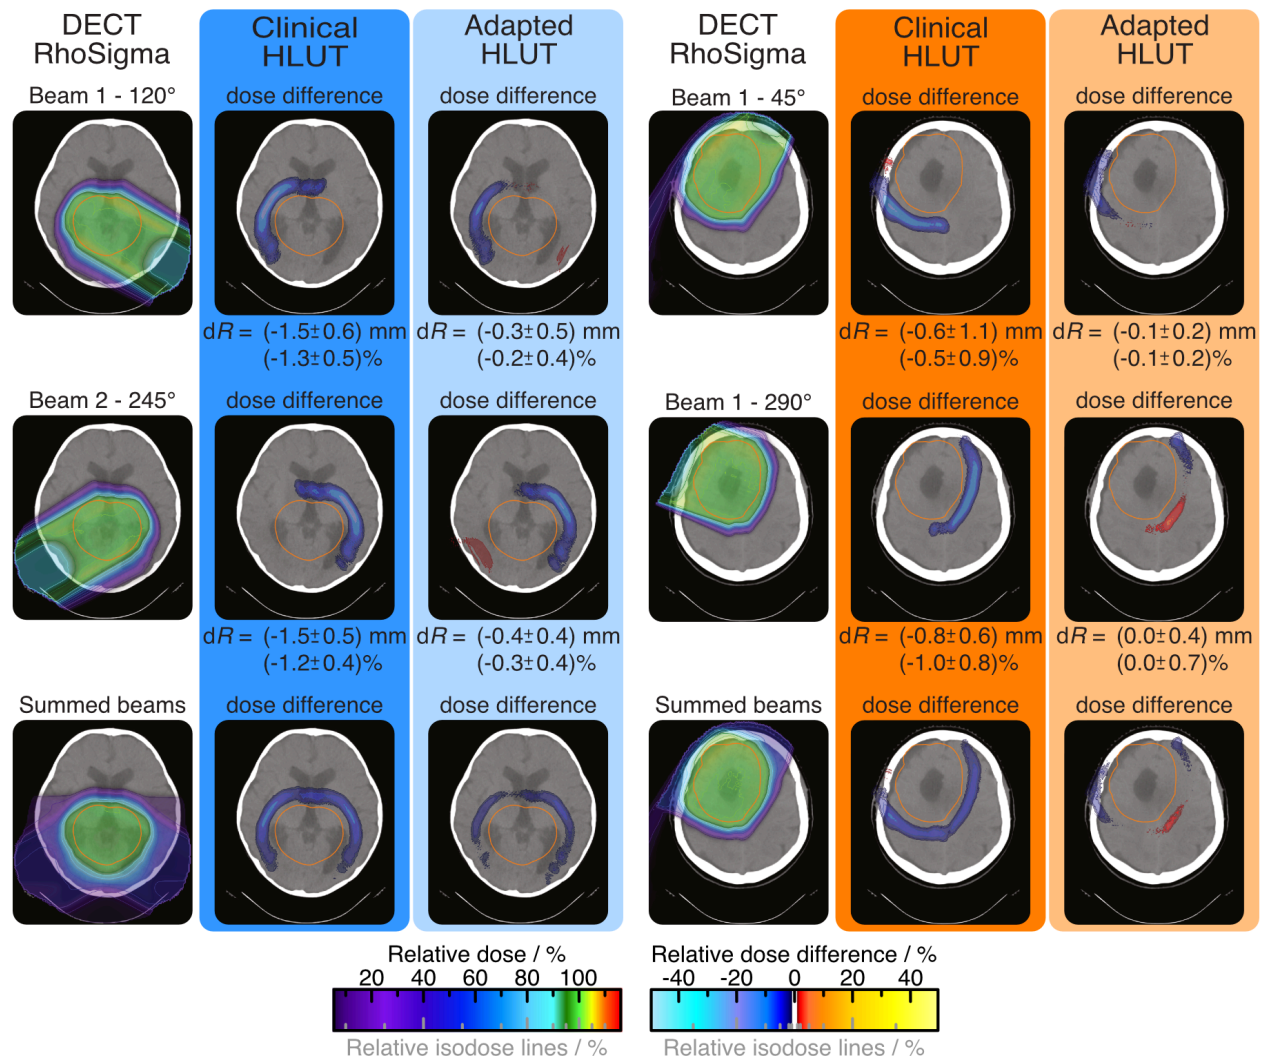 DECT
RhoSigma
Clinical
HLUT
Adapted
HLUT
DECT
RhoSigma
Clinical
HLUT
Adapted
HLUT
Beam 1 - 120°
dose difference
dose difference
Beam 1 - 45°
dose difference
dose difference
dR = (-1.5±0.6) mm
(-1.3±0.5)%
dR = (-0.3±0.5) mm
(-0.2±0.4)%
dR = (-0.6±1.1) mm
(-0.5±0.9)%
dR = (-0.1±0.2) mm
(-0.1±0.2)%
Beam 2 - 245°
dose difference
dose difference
Beam 1 - 290°
dose difference
dose difference
dR = (-1.5±0.5) mm
(-1.2±0.4)%
dR = (-0.4±0.4) mm
(-0.3±0.4)%
dR = (-0.8±0.6) mm
(-1.0±0.8)%
dR = (0.0±0.4) mm
(0.0±0.7)%
Summed beams
dose difference
dose difference
Summed beams
dose difference
dose difference
Relative dose / %
20 40 60 80 100
Relative isodose lines / %
Relative dose difference / %
-40 -20 0 20 40
Relative isodose lines / %